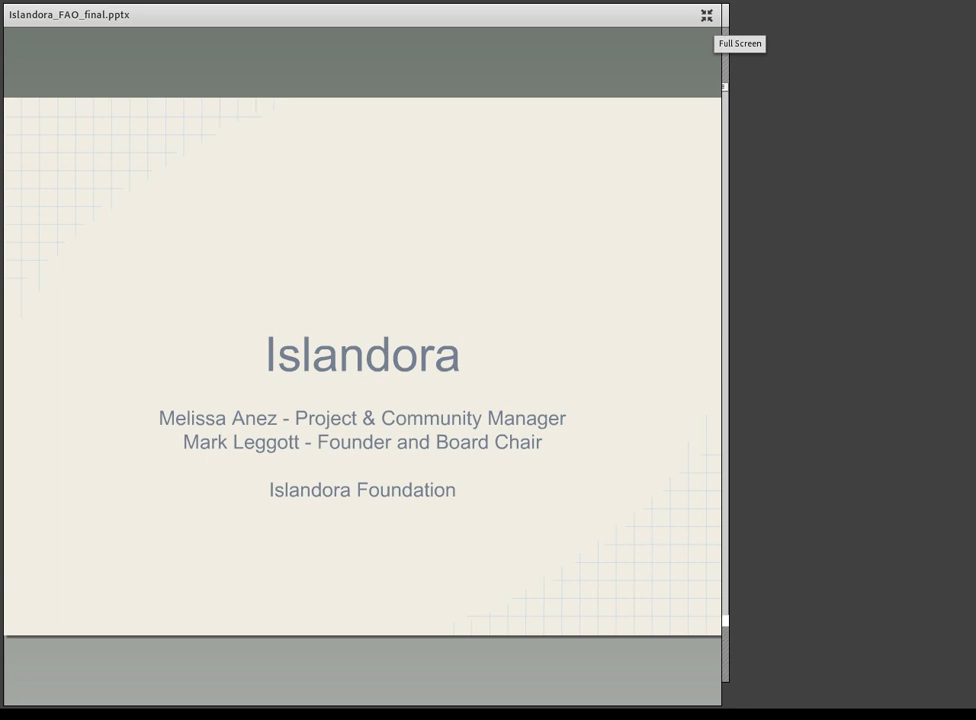 Islandora_FAO_final.pptx
Full Screen
Islandora
Melissa Anez - Project & Community Manager
Mark Leggott - Founder and Board Chair
Islandora Foundation